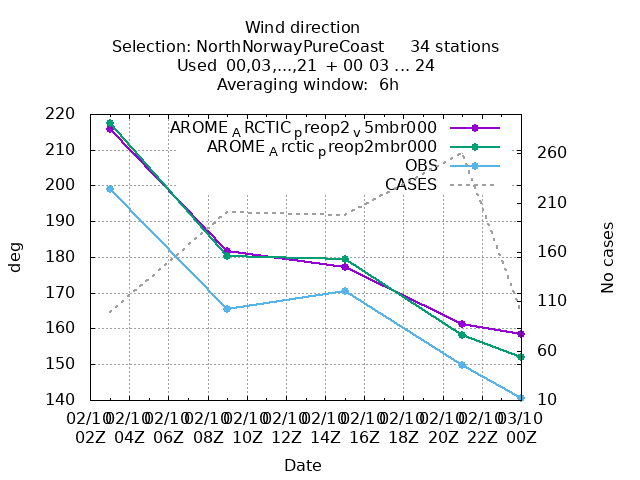 Wind direction
Selection: NorthNorwayPureCoast 34 stations
Used 00,03,...,21 + 00 03 ... 24
Averaging window: 6h
AROME_ARCTIC_preop2_v5mbr000
AROME_Arctic_preop2mbr000
OBS
CASES
220
210
200
190
180
170
160
150
140
deg
260
210
160
110
60
10
No cases
02/10 02/10 02/10 02/10 02/10 02/10 02/10 02/10 02/10 02/10 02/10 03/10
02Z 04Z 06Z 08Z 10Z 12Z 14Z 16Z 18Z 20Z 22Z 00Z
Date